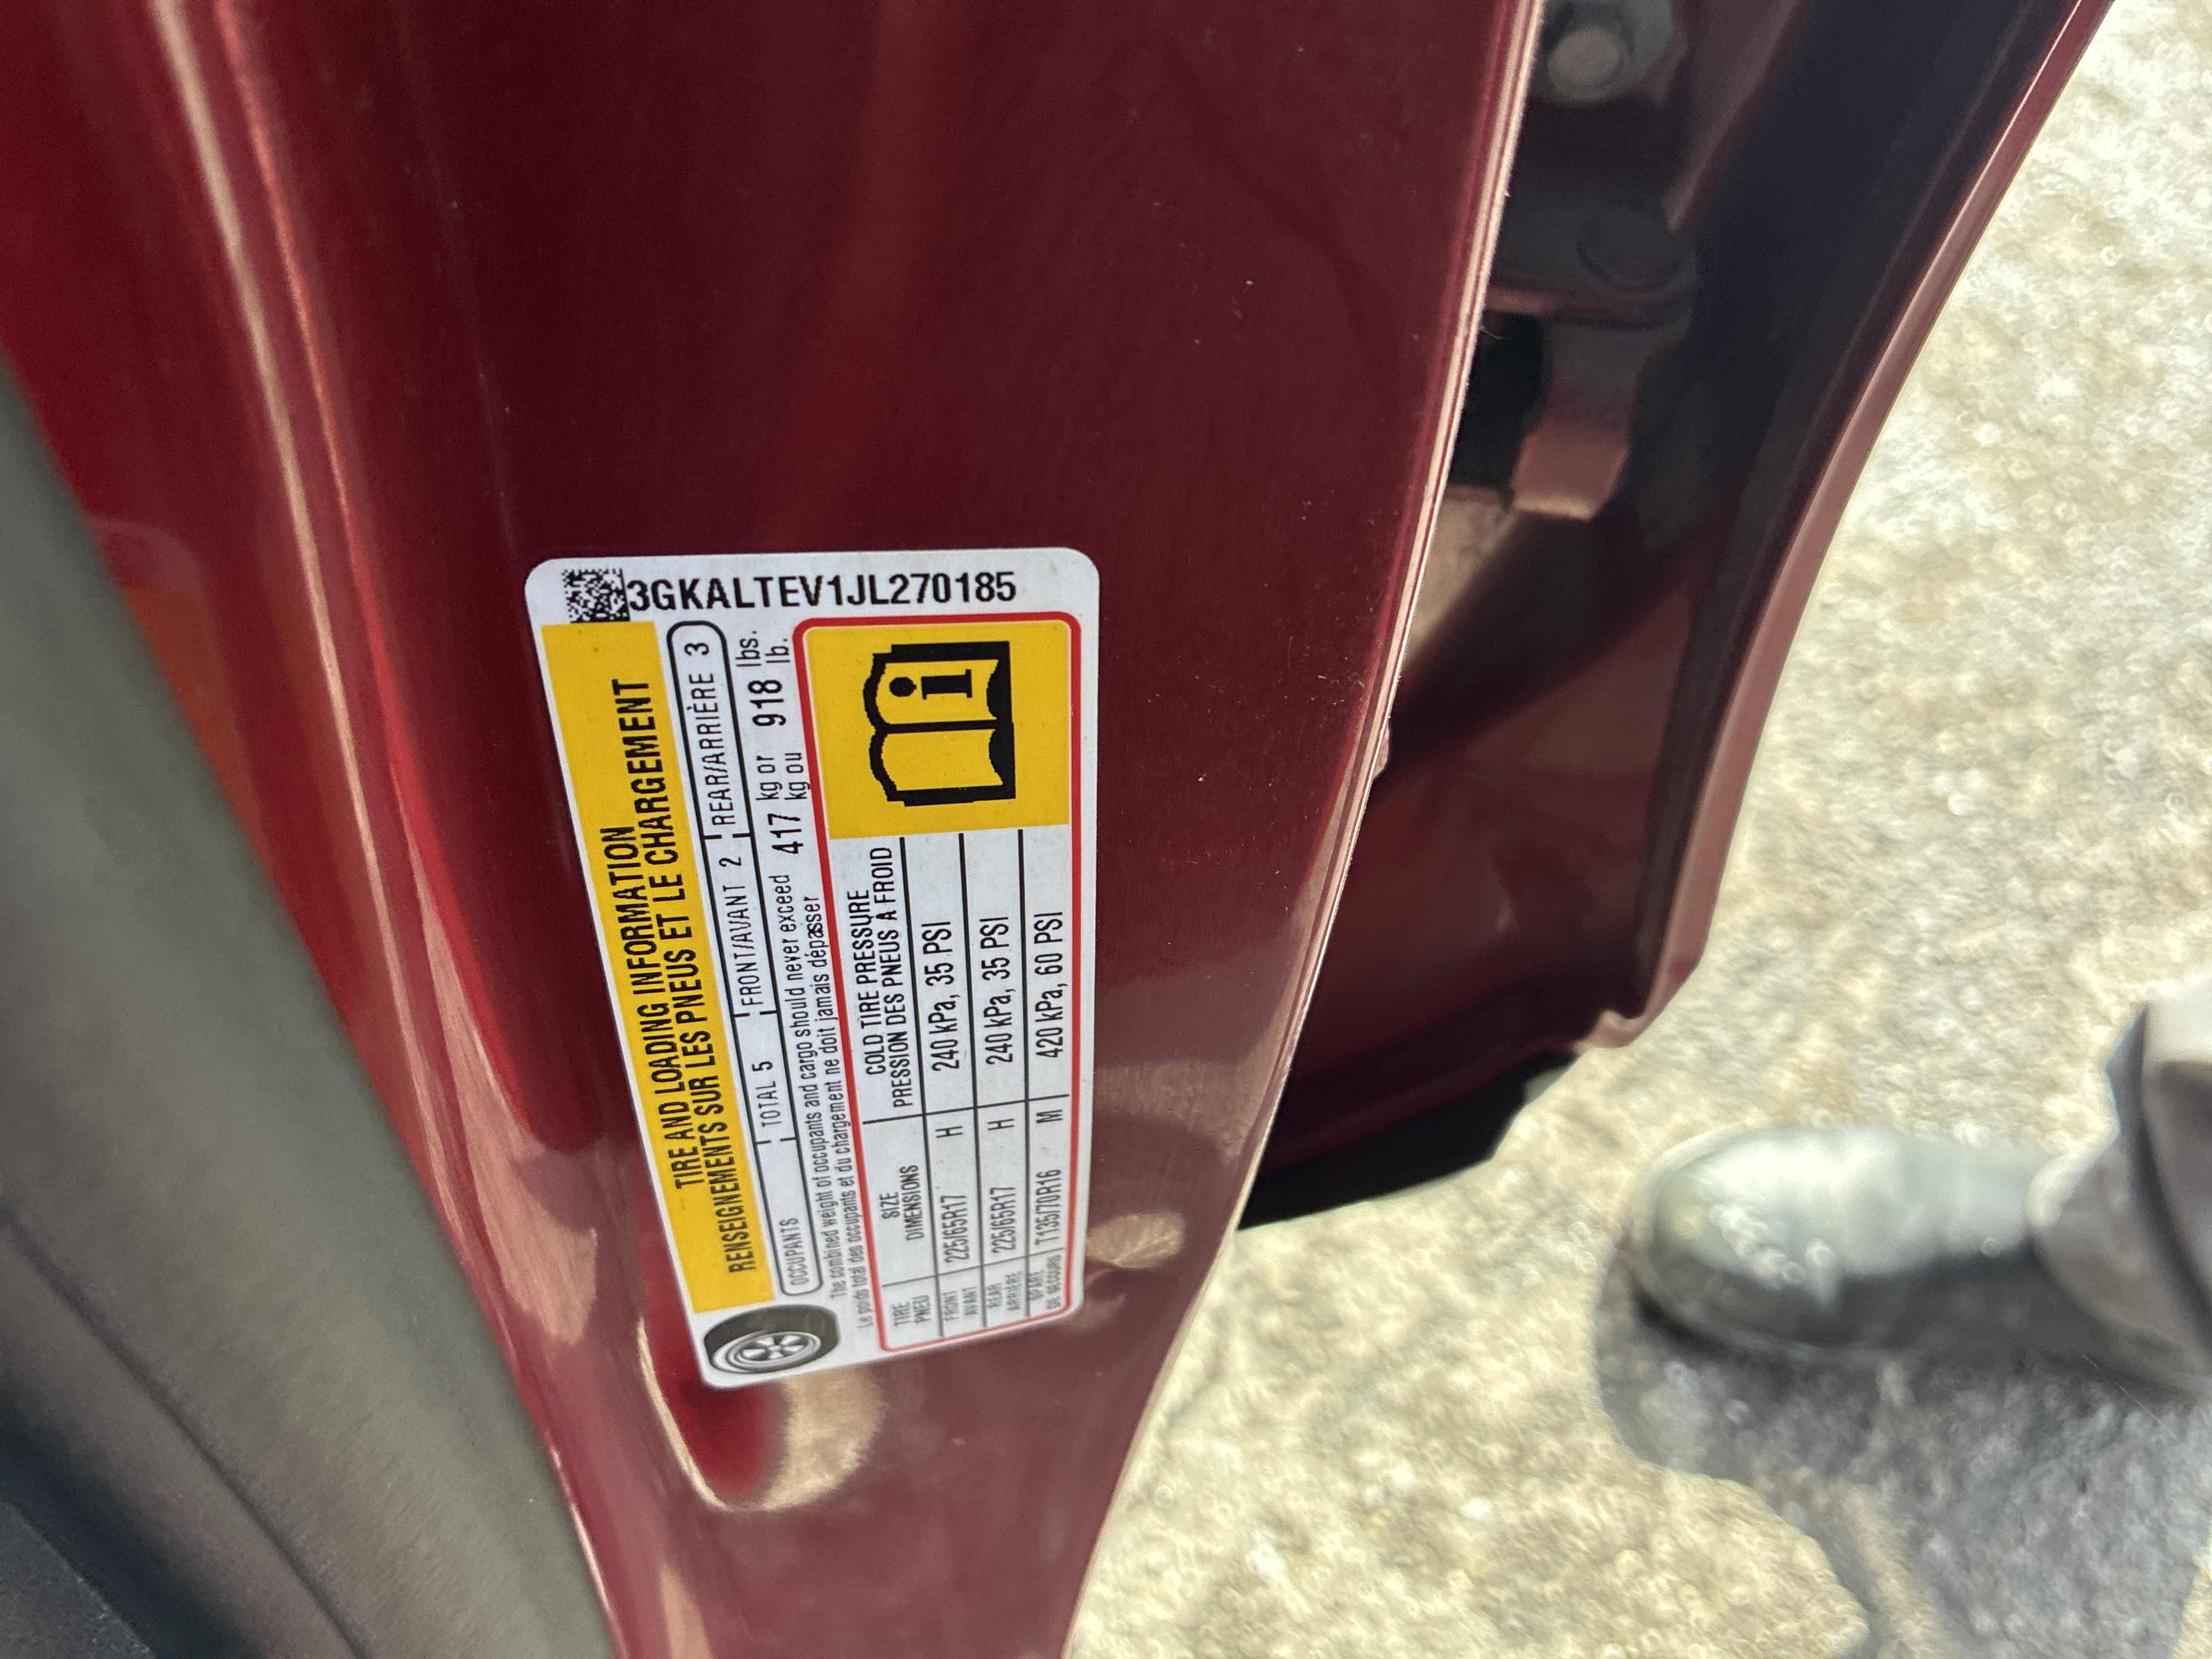 3GKALTEV1JL270185
TIRE AND LOADING INFORMATION
RENSEIGNEMENTS SUR LES PNEUS ET LE CHARGEMENT
OCCUPANTS TOTAL 5 FRONT/AVANT 2 REAR/ARRIÈRE 3
The combined weight of occupants and cargo should never exceed 417 kg or 918 lbs.
Le poids total des occupants et du chargement ne doit jamais dépasser kg ou lb.
TIRE SIZE COLD TIRE PRESSURE
PNEU DIMENSIONS PRESSION DES PNEUS À FROID
FRONT
AVANT 225/65R17 H 240 kPa, 35 PSI
REAR
ARRIÈRE 225/65R17 H 240 kPa, 35 PSI
SPARE
DE SECOURS T135/70R16 M 420 kPa, 60 PSI
i